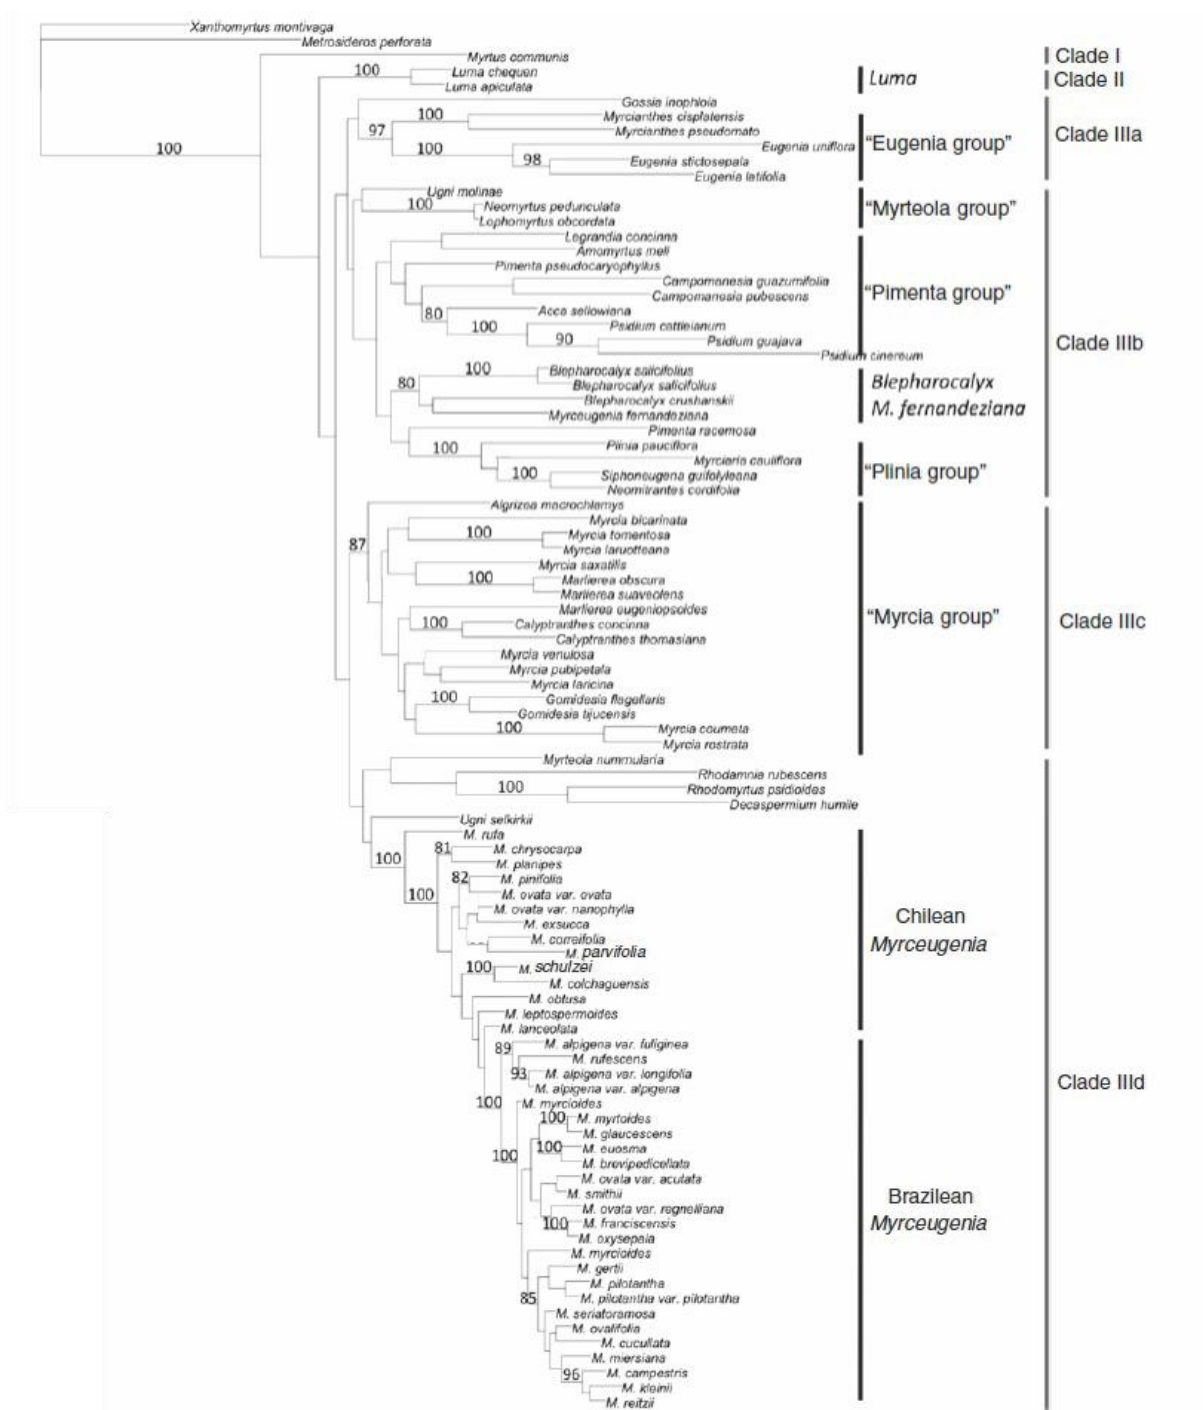 Xanthomyrtus montivaga
Metrosideros perforata
Myrtus communis
Clade I
100
Luma chequen
Luma apiculata
Luma
Clade II
Gossia inophloia
100
Myrcianthes cisplatensis
Myrcianthes pseudomato
97
100
Eugenia uniflora
98
Eugenia stictosepala
Eugenia latifolia
"Eugenia group"
Clade IIIa
100
Ugni molinae
100
Neomyrtus pedunculata
Lophomyrtus obcordata
"Myrteola group"
Legrandia concinna
Amomyrtus meli
Pimenta pseudocaryophyllus
Campomanesia guazumifolia
Campomanesia pubescens
"Pimenta group"
80
Acca sellowiana
100
Psidium cattleianum
90
Psidium guajava
Psidium cinereum
Clade IIIb
100
Blepharocalyx salicifolius
Blepharocalyx salicifolius
80
Blepharocalyx crushanskii
Myrceugenia fernandeziana
Blepharocalyx
M. fernandeziana
Pimenta racemosa
100
Plinia pauciflora
Myrciaria cauliflora
100
Siphoneugena guifolyleana
Neomitrantes cordifolia
"Plinia group"
Algrizea macrochlamys
Myrcia bicarinata
100
Myrcia tomentosa
87
Myrcia laruotteana
Myrcia saxatilis
100
Marlierea obscura
Marlierea suaveolens
Marlierea eugeniopsoides
100
Calyptranthes concinna
Calyptranthes thomasiana
"Myrcia group"
Clade IIIc
Myrcia venulosa
Myrcia pubipetala
Myrcia laricina
100
Gomidesia flagellaris
Gomidesia tijucensis
100
Myrcia coumeta
Myrcia rostrata
Myrteola nummularia
Rhodamnia rubescens
100
Rhodomyrtus psidioides
Decaspermium humile
Ugni selkirkii
M. rufa
81
M. chrysocarpa
100
M. planipes
82
M. pinifolia
100
M. ovata var. ovata
M. ovata var. nanophylla
M. exsucca
M. correifolia
M. parvifolia
Chilean
Myrceugenia
100
M. schulzei
M. colchaguensis
M. obtusa
M. leptospermoides
M. lanceolata
89
M. alpigena var. fuliginea
M. rufescens
93
M. alpigena var. longifolia
M. alpigena var. alpigena
Clade IIId
100
M. myrcioides
100
M. myrtoides
M. glaucescens
100
100
M. euosma
M. brevipedicellata
M. ovata var. acutata
M. smithii
M. ovata var. regnelliana
100
M. franciscensis
M. oxysepala
Brazilean
Myrceugenia
M. myrcioides
M. gertii
M. pilotantha
85
M. pilotantha var. pilotantha
M. seriatoramosa
M. ovalifolia
M. cucullata
M. miersiana
96
M. campestris
M. kleinii
M. reitzii